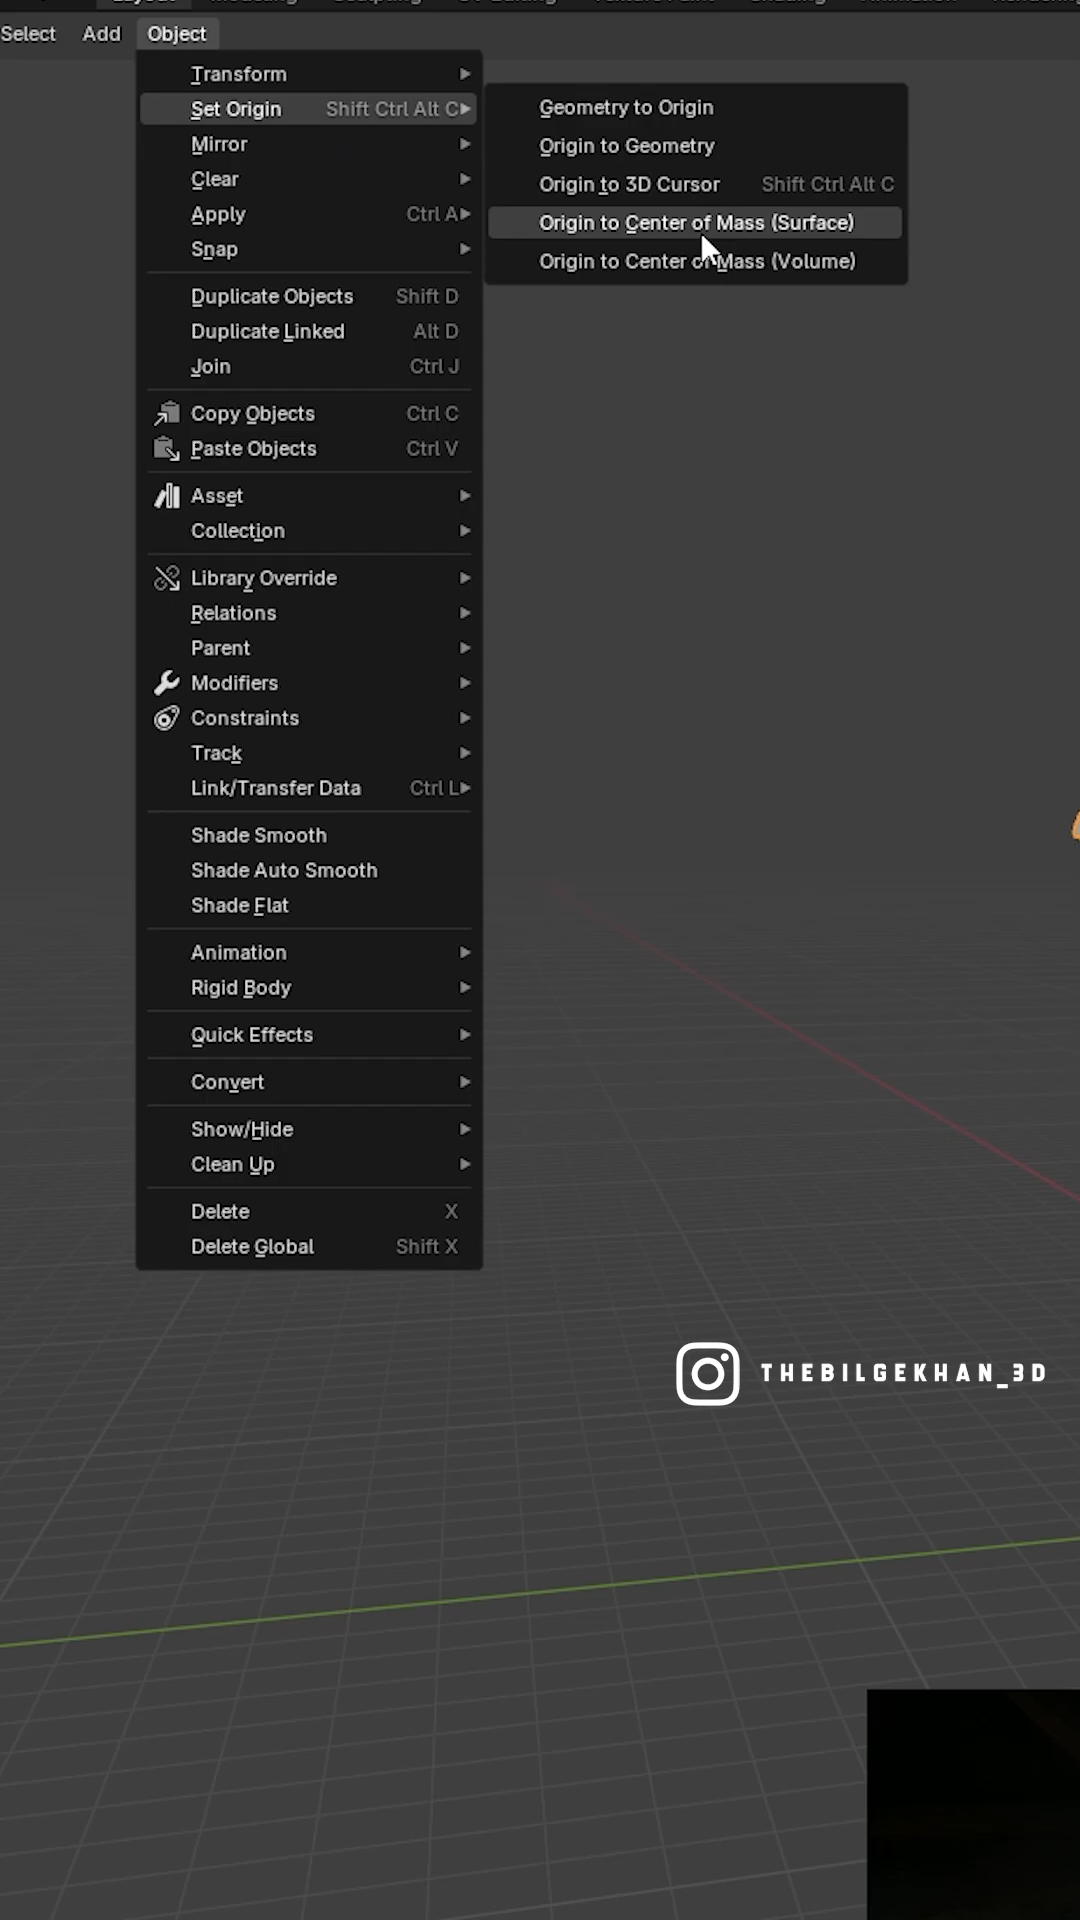 Select Add Object
Transform
Set Origin Shift Ctrl Alt C
Mirror
Clear
Apply Ctrl A
Snap
Duplicate Objects Shift D
Duplicate Linked Alt D
Join Ctrl J
Copy Objects Ctrl C
Paste Objects Ctrl V
Asset
Collection
Library Override
Relations
Parent
Modifiers
Constraints
Track
Link/Transfer Data Ctrl L
Shade Smooth
Shade Auto Smooth
Shade Flat
Animation
Rigid Body
Quick Effects
Convert
Show/Hide
Clean Up
Delete X
Delete Global Shift X
Geometry to Origin
Origin to Geometry
Origin to 3D Cursor Shift Ctrl Alt C
Origin to Center of Mass (Surface)
Origin to Center of Mass (Volume)
THEBILGEKHAN_3D